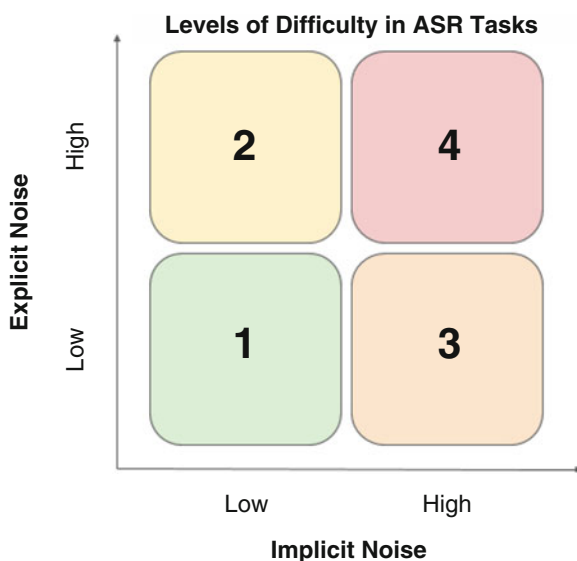 Levels of Difficulty in ASR Tasks
Explicit Noise
High
2
4
Low
1
3
Low
High
Implicit Noise